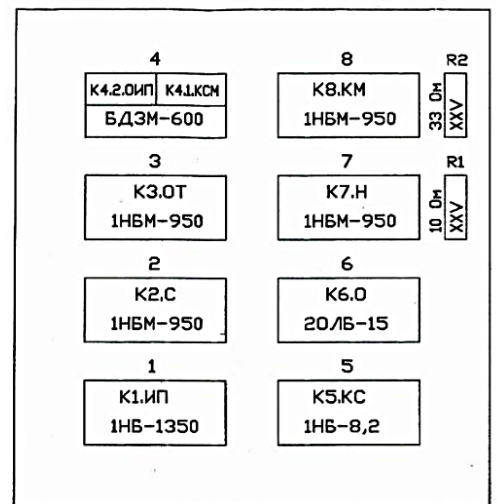 4
К4.2.ОИП К4.1.КСМ
БДЗМ-600
8
К8.КМ
1НБМ-950
R2
33 Ом
XXV
3
К3.ОТ
1НБМ-950
7
К7.Н
1НБМ-950
R1
10 Ом
XXV
2
К2.С
1НБМ-950
6
К6.О
2ОЛБ-15
1
К1.ИП
1НБ-1350
5
К5.КС
1НБ-8,2